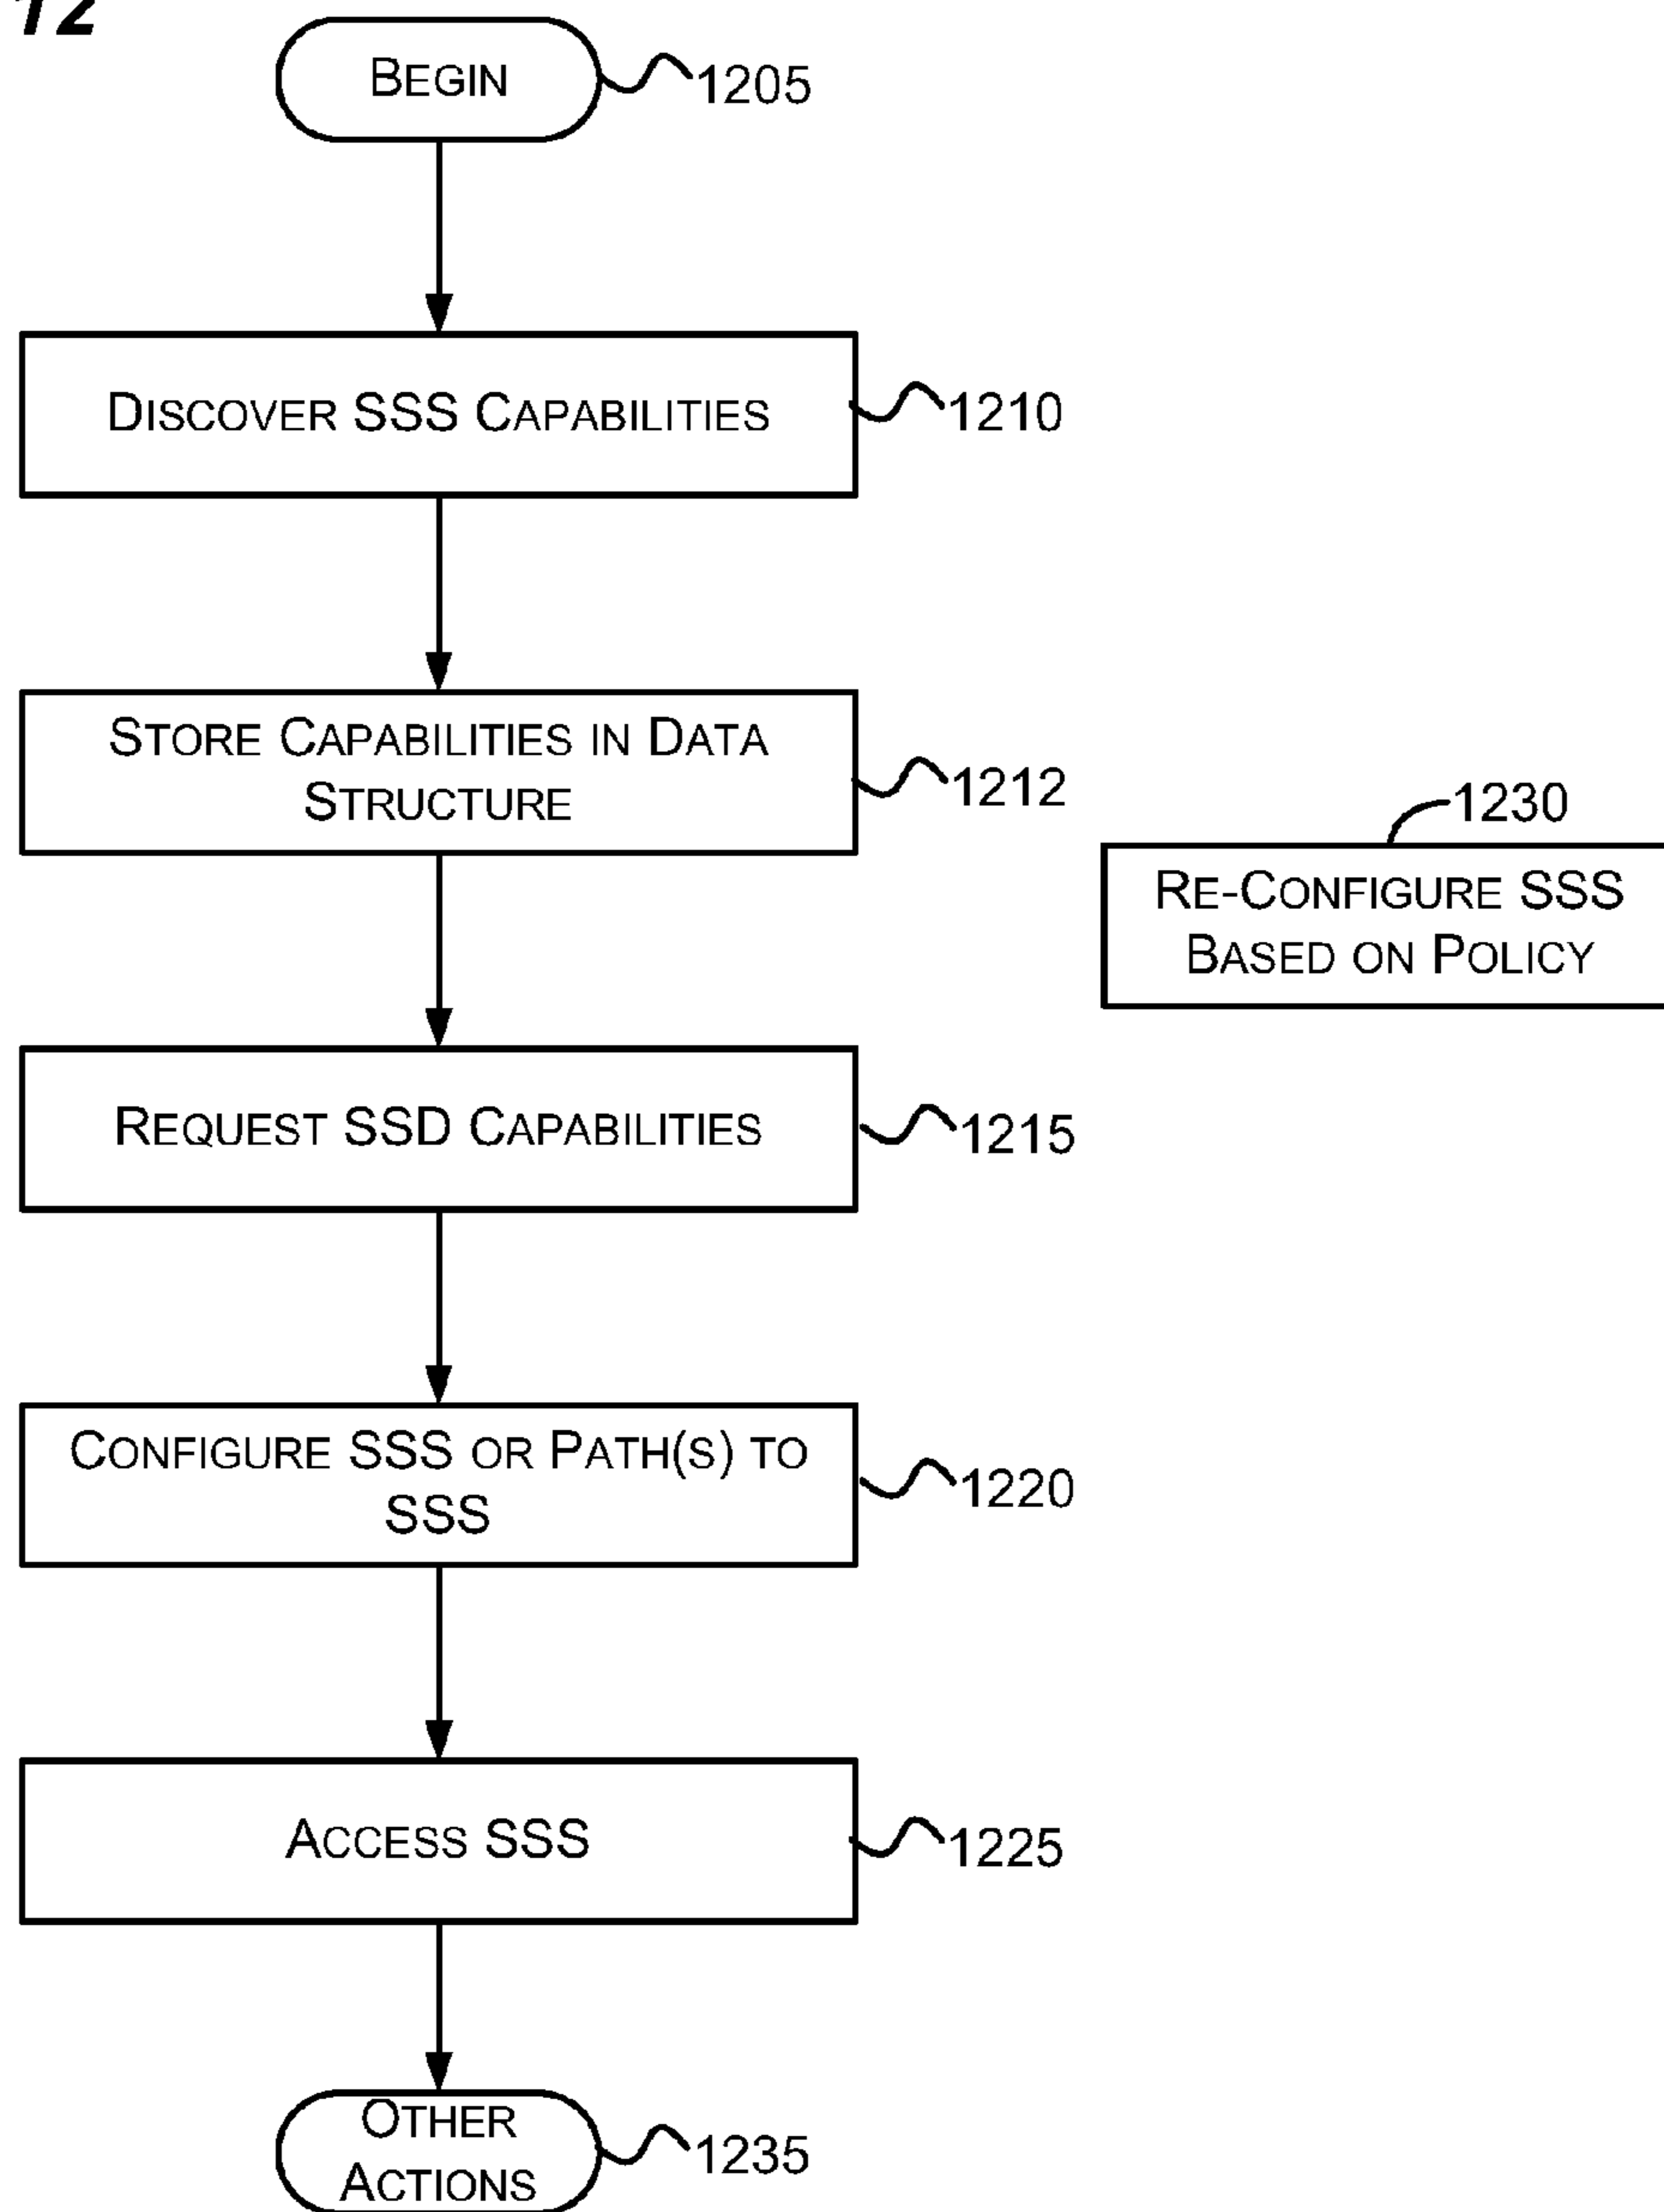 12
BEGIN
1205
DISCOVER SSS CAPABILITIES
1210
STORE CAPABILITIES IN DATA
STRUCTURE
1212
1230
RE-CONFIGURE SSS
BASED ON POLICY
REQUEST SSD CAPABILITIES
1215
CONFIGURE SSS OR PATH(S) TO
SSS
1220
ACCESS SSS
1225
OTHER
ACTIONS
1235